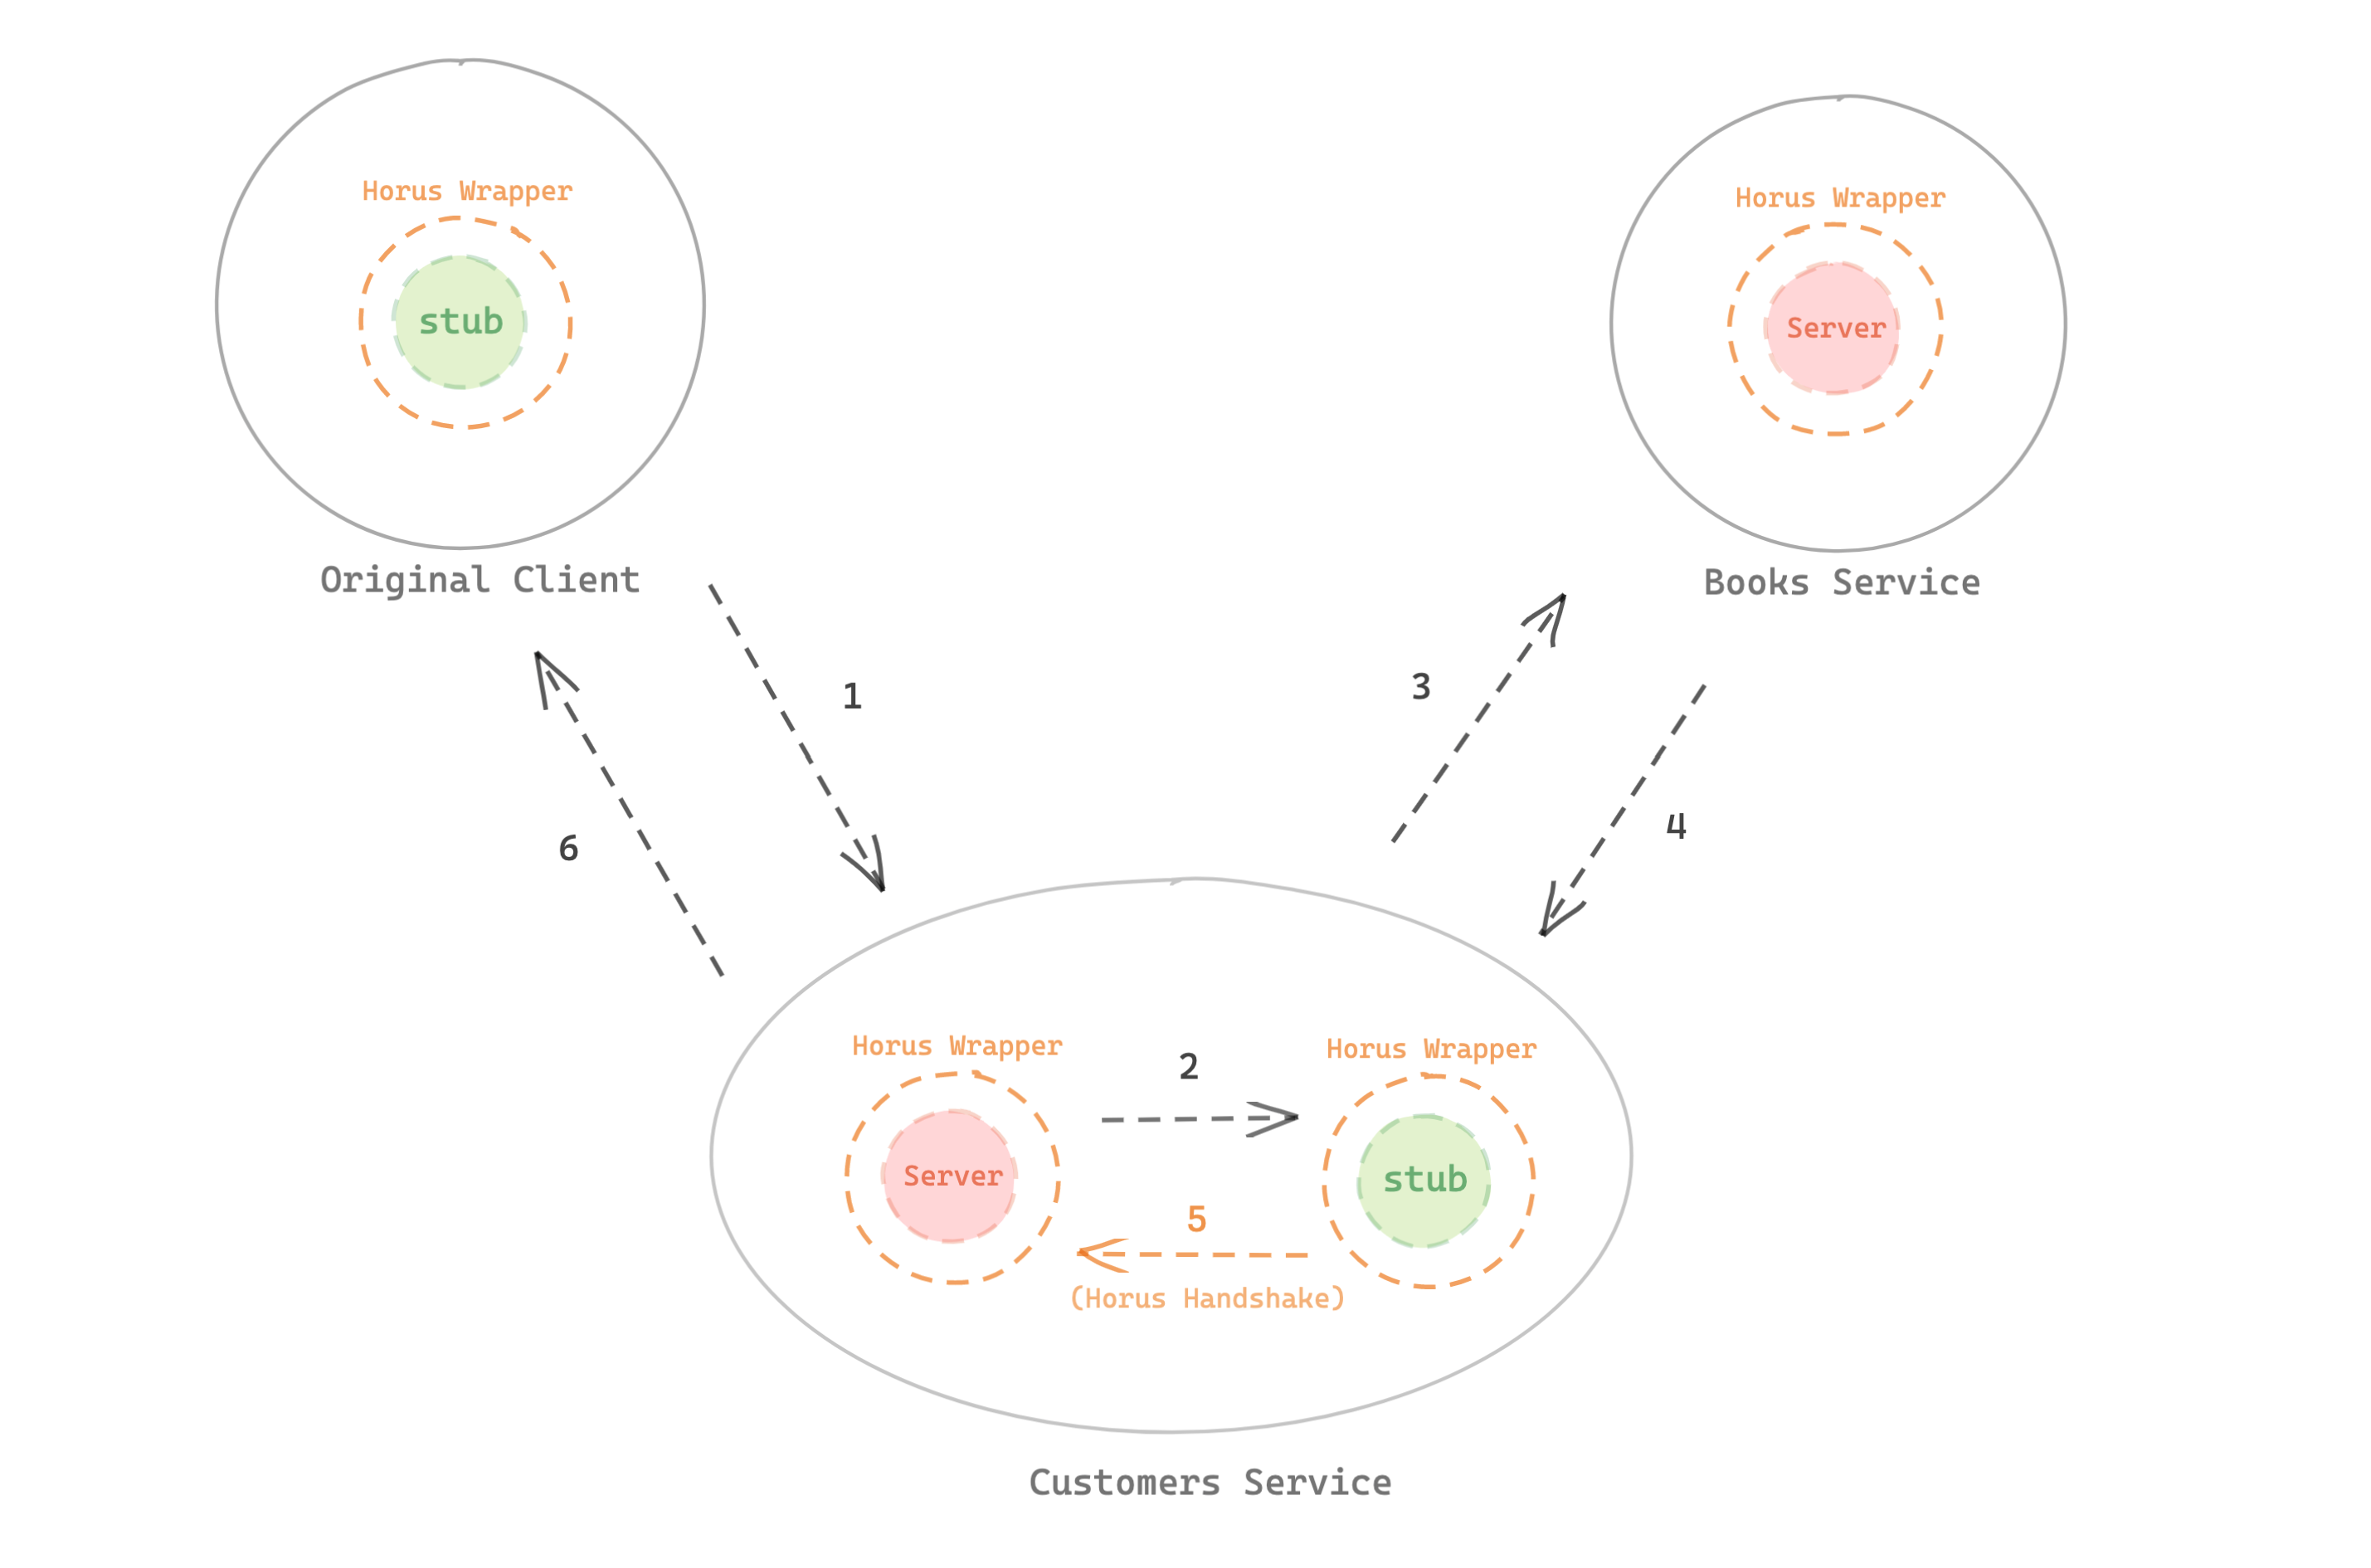 Horus Wrapper
stub
Original Client
Horus Wrapper
Server
Books Service
1
6
3
4
Horus Wrapper
Server
2
5
(Horus Handshake)
Horus Wrapper
stub
Customers Service